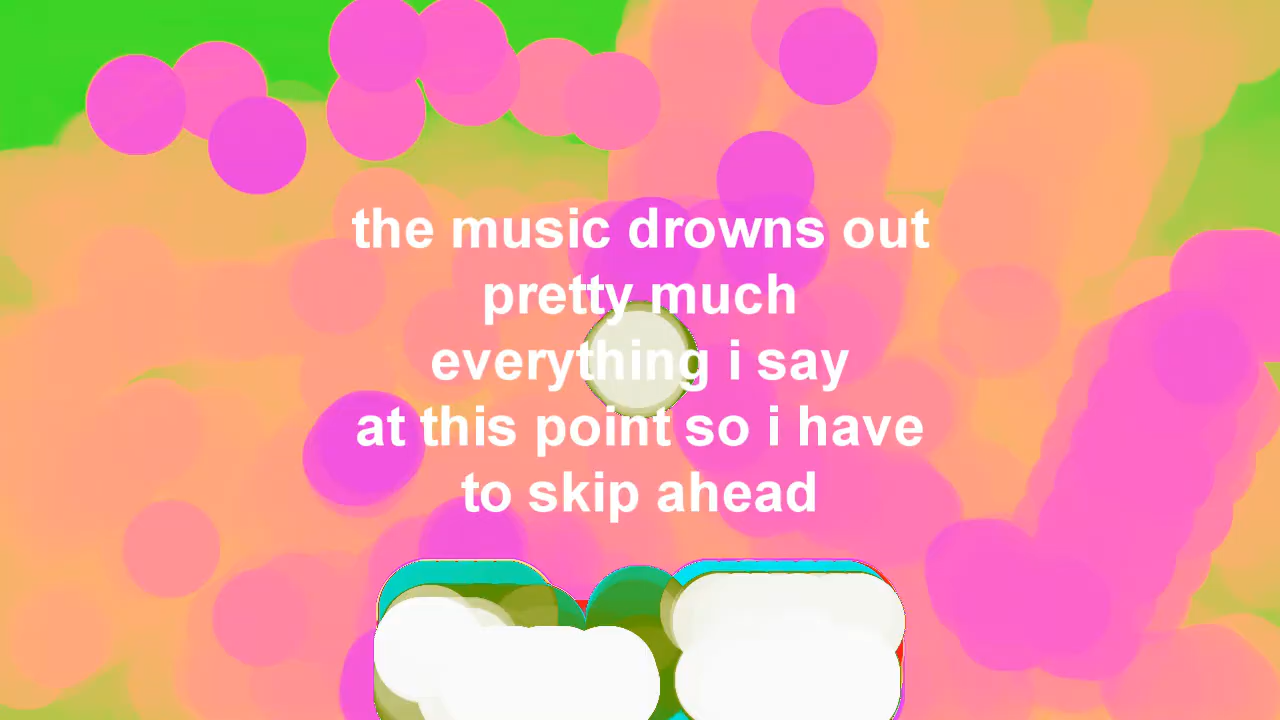 the music drowns out
pretty much
everything i say
at this point so i have
to skip ahead